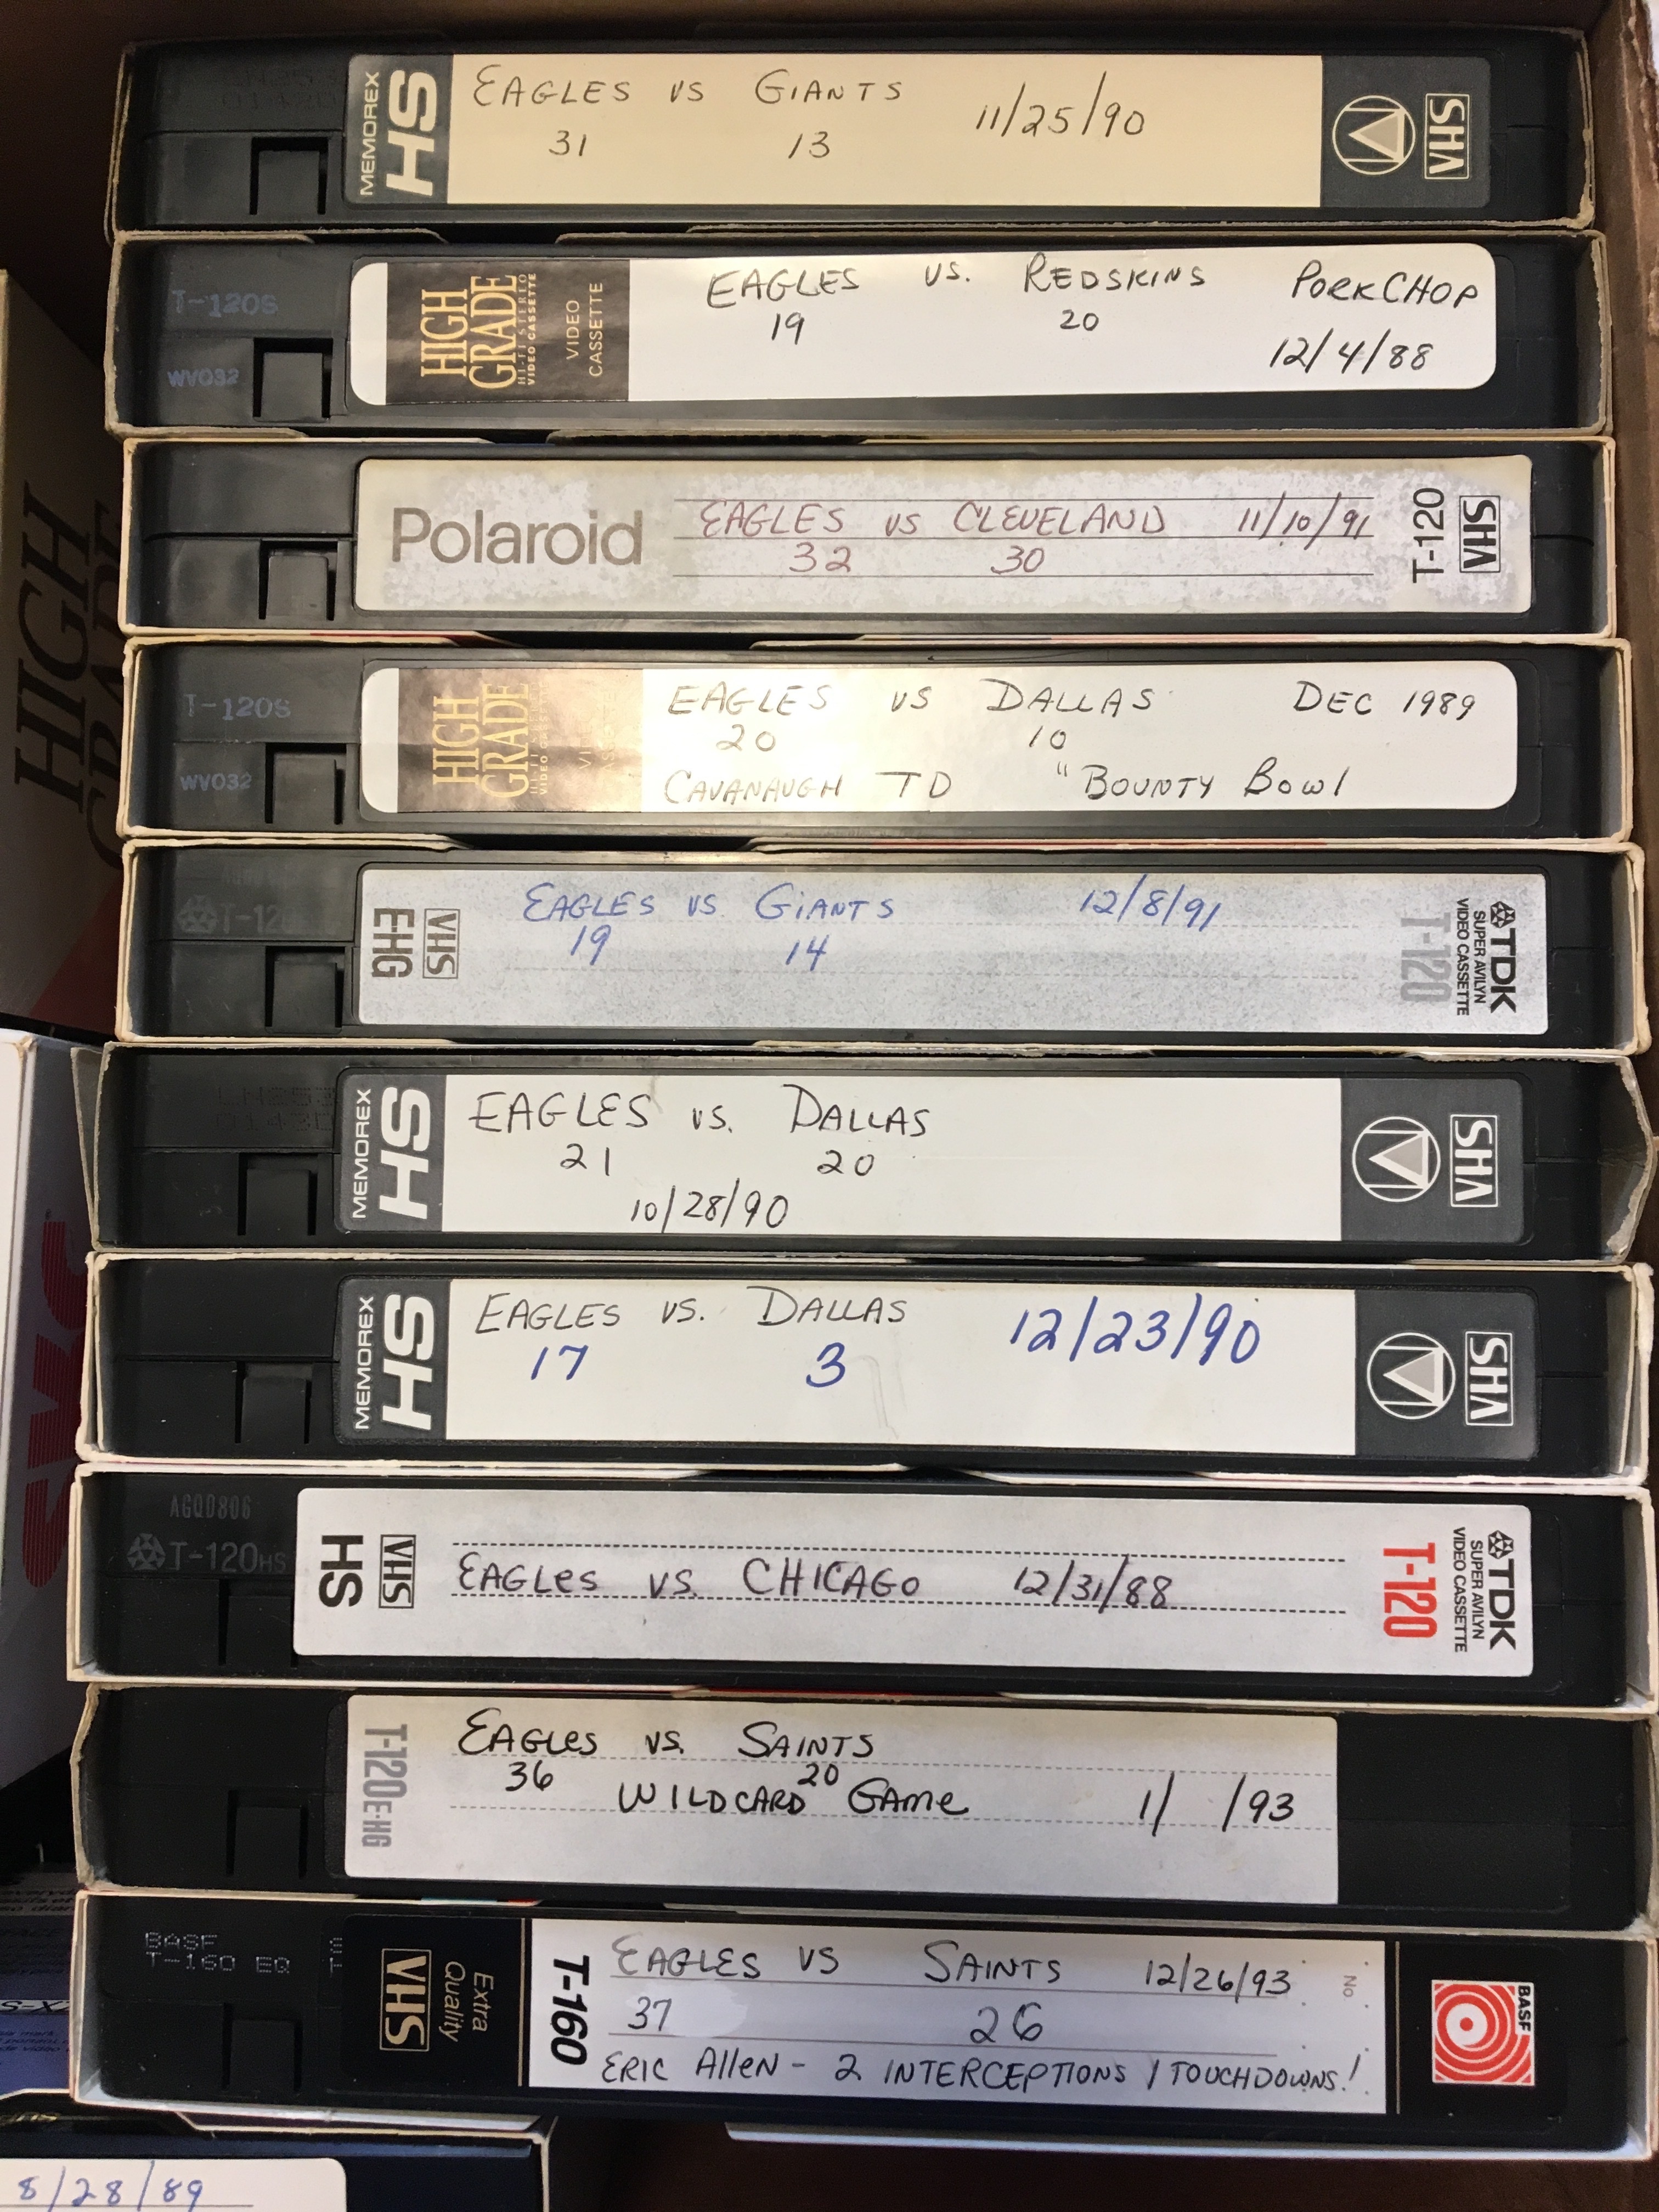 MEMOREX
HS
EAGLES VS GIANTS 11/25/90
31 13
VHS
T-120S
WV032
HIGH
GRADE
HI-FI STEREO
VIDEO CASSETTE
VIDEO
CASSETTE
EAGLES VS. REDSKINS PORKCHOP
19 20
12/4/88
HIGH
Polaroid
EAGLES VS CLEVELAND 11/10/91
32 30
T-120
VHS
T-120S
WV032
HIGH
GRADE
EAGLES VS DALLAS DEC 1989
20 10
CAVANAUGH TD "BOUNTY BOWL
VHS
E-HG
EAGLES VS GIANTS 12/8/91
19 14
T-120
TDK
SUPER AVILYN
VIDEO CASSETTE
MEMOREX
HS
EAGLES VS. DALLAS
21 20
10/28/90
VHS
MEMOREX
HS
EAGLES VS. DALLAS 12/23/90
17 3
VHS
AGQD806
T-120HS
HS
VHS
EAGLES VS. CHICAGO 12/31/88
T-120
TDK
SUPER AVILYN
VIDEO CASSETTE
T-120E-HG
EAGLES VS. SAINTS
36 20
WILDCARD GAME 1/ /93
BASF
T-160 EQ
VHS
Extra
Quality
T-160
EAGLES VS SAINTS 12/26/93
37 26
ERIC ALLEN - 2 INTERCEPTIONS / TOUCHDOWNS!
No
BASF
8/28/89